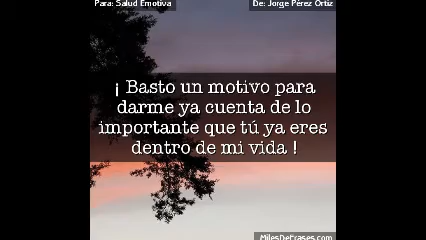 Para: Salud Emotiva
De: Jorge Pérez Ortiz
¡ Basto un motivo para
darme ya cuenta de lo
importante que tú ya eres
dentro de mi vida !
MilesDeFrases.com